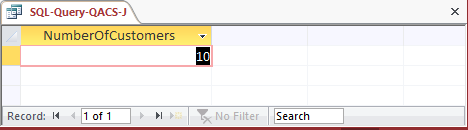 SQL-Query-QACS-J
NumberOfCustomers
10
Record: 1 of 1 No Filter Search